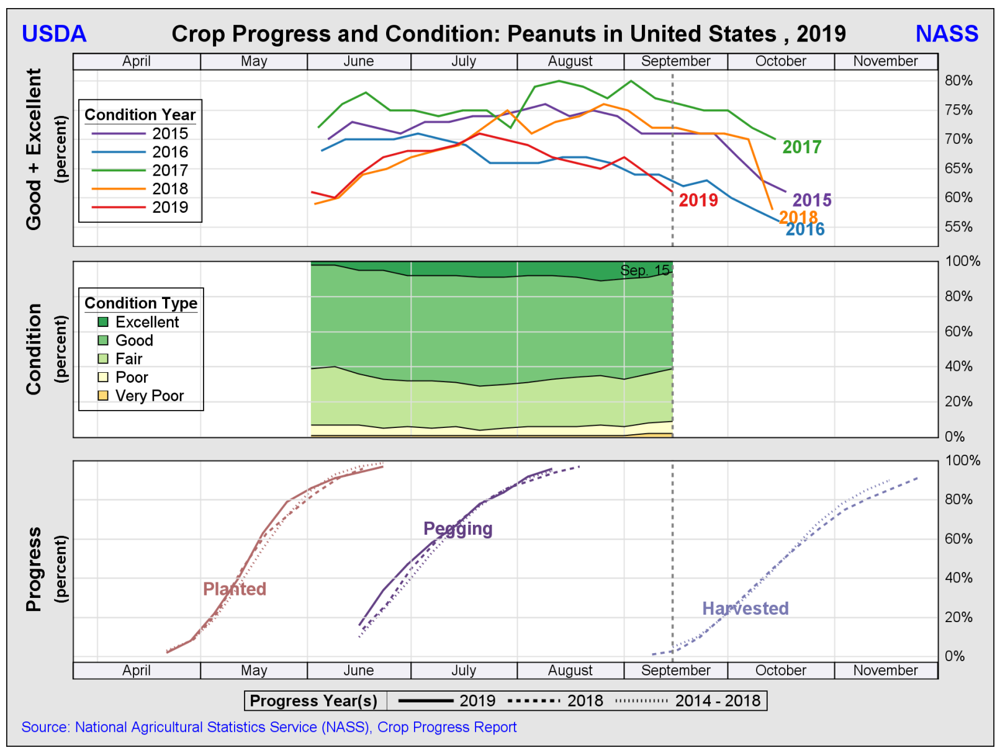 USDA
Crop Progress and Condition: Peanuts in United States , 2019
NASS
April May June July August September October November
Good + Excellent
(percent)
Condition Year
2015
2016
2017
2018
2019
80%
75%
70%
65%
60%
55%
2017
2019
2015
2018
2016
Condition
(percent)
Condition Type
Excellent
Good
Fair
Poor
Very Poor
Sep. 15
100%
80%
60%
40%
20%
0%
Progress
(percent)
Planted
Pegging
Harvested
100%
80%
60%
40%
20%
0%
April May June July August September October November
Progress Year(s) 2019 2018 2014 - 2018
Source: National Agricultural Statistics Service (NASS), Crop Progress Report